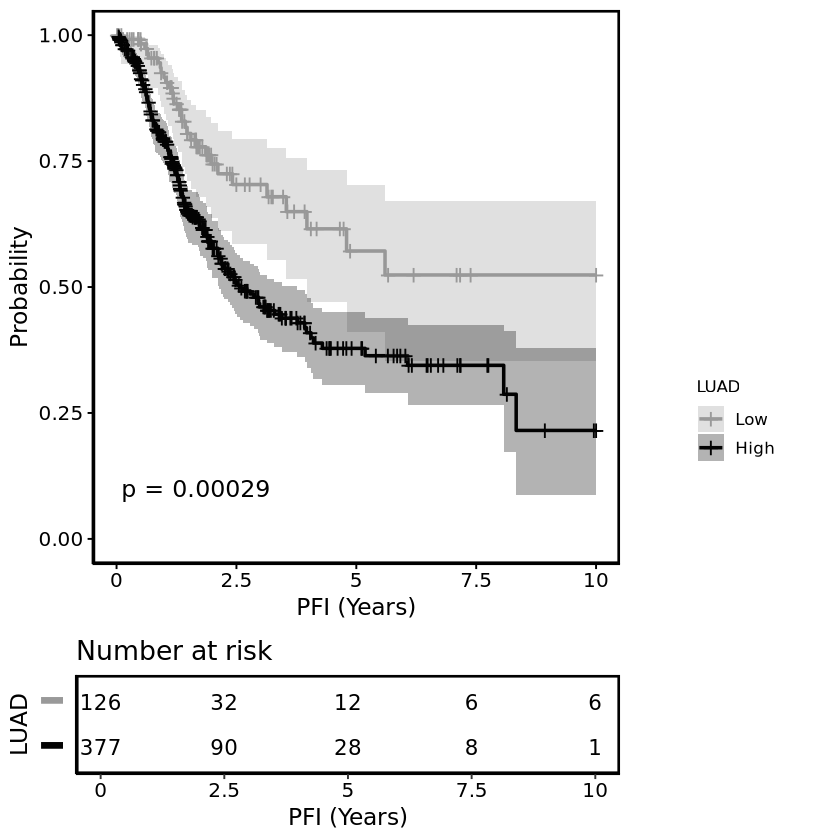 1.00
0.75
0.50
0.25
0.00
Probability
p = 0.00029
0 2.5 5 7.5 10
PFI (Years)
LUAD
Low
High
Number at risk
LUAD
126 32 12 6 6
377 90 28 8 1
0 2.5 5 7.5 10
PFI (Years)